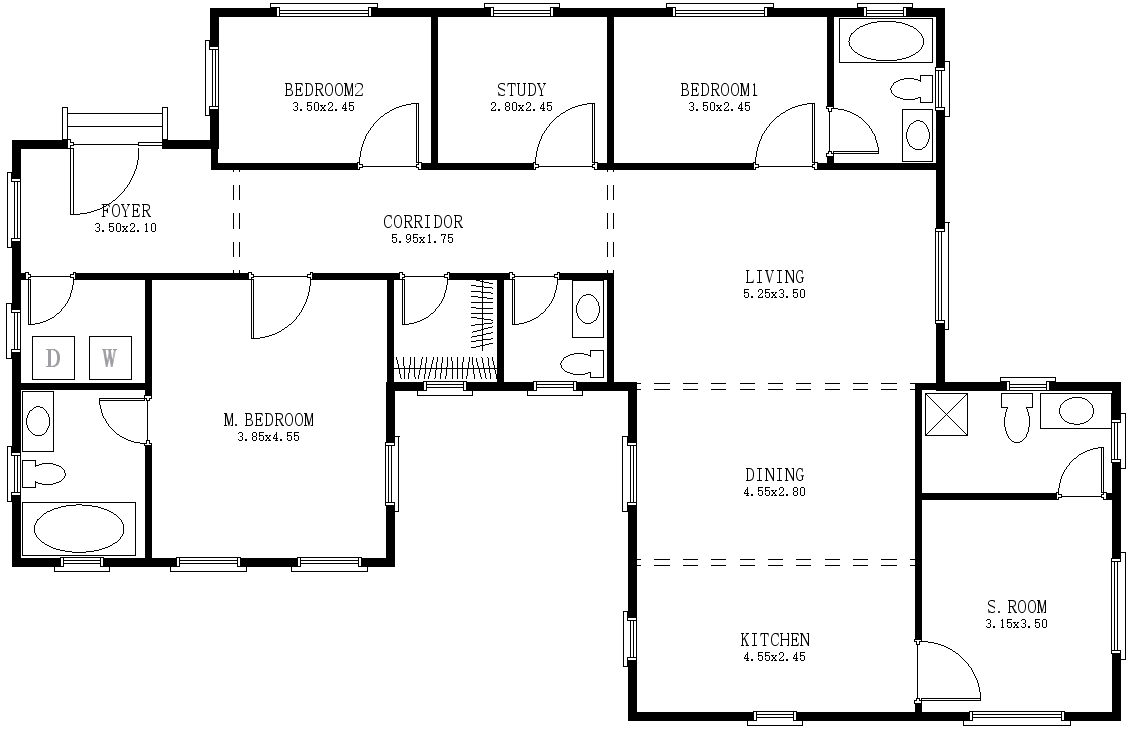 BEDROOM2
3.50x2.45
STUDY
2.80x2.45
BEDROOM1
3.50x2.45
FOYER
3.50x2.10
CORRIDOR
5.95x1.75
LIVING
5.25x3.50
D
W
M. BEDROOM
3.85x4.55
DINING
4.55x2.80
S. ROOM
3.15x3.50
KITCHEN
4.55x2.45